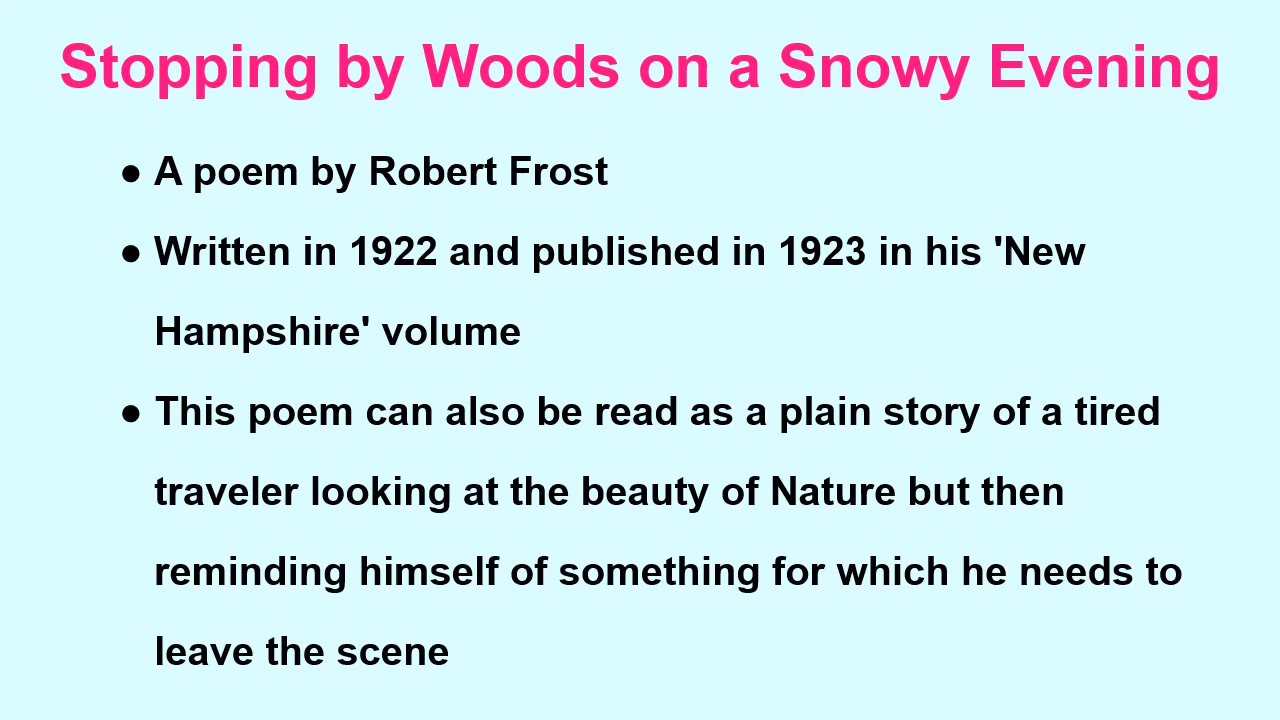 Stopping by Woods on a Snowy Evening
● A poem by Robert Frost
● Written in 1922 and published in 1923 in his 'New
Hampshire' volume
● This poem can also be read as a plain story of a tired
traveler looking at the beauty of Nature but then
reminding himself of something for which he needs to
leave the scene